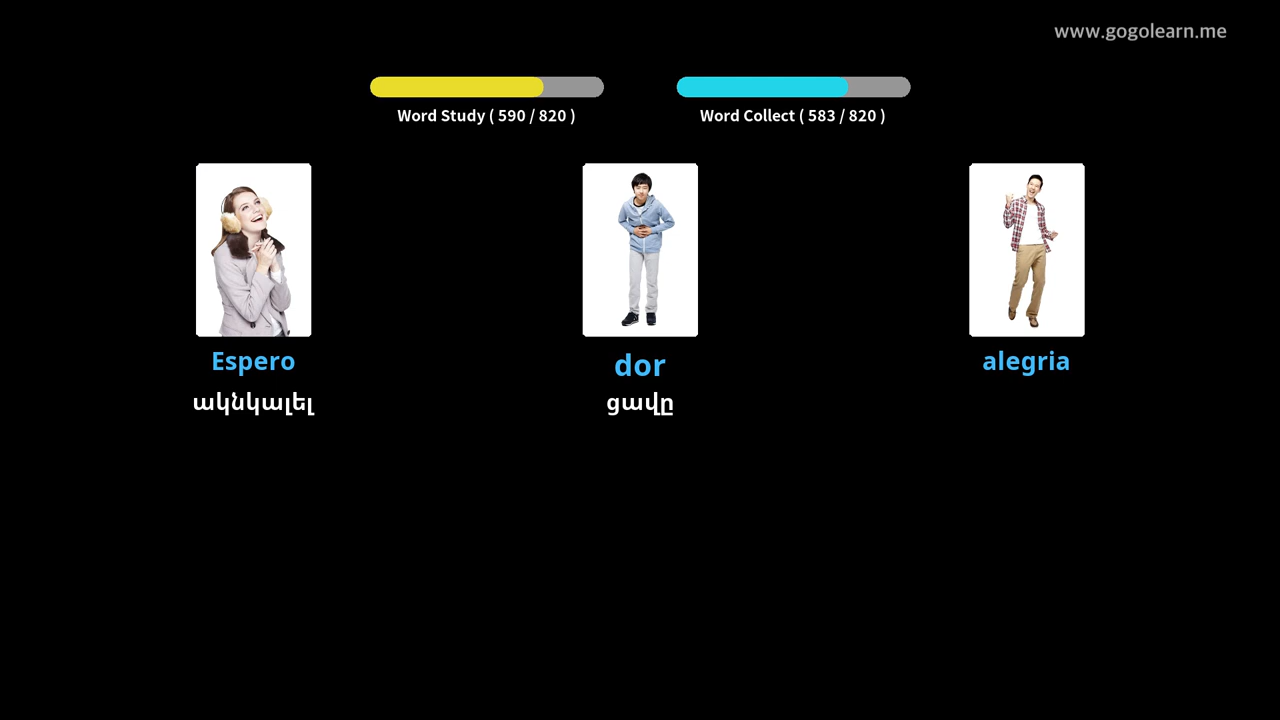 www.gogolearn.me
Word Study ( 590 / 820 )
Word Collect ( 583 / 820 )
Espero
dor
alegria
ակնկալել
ցավը